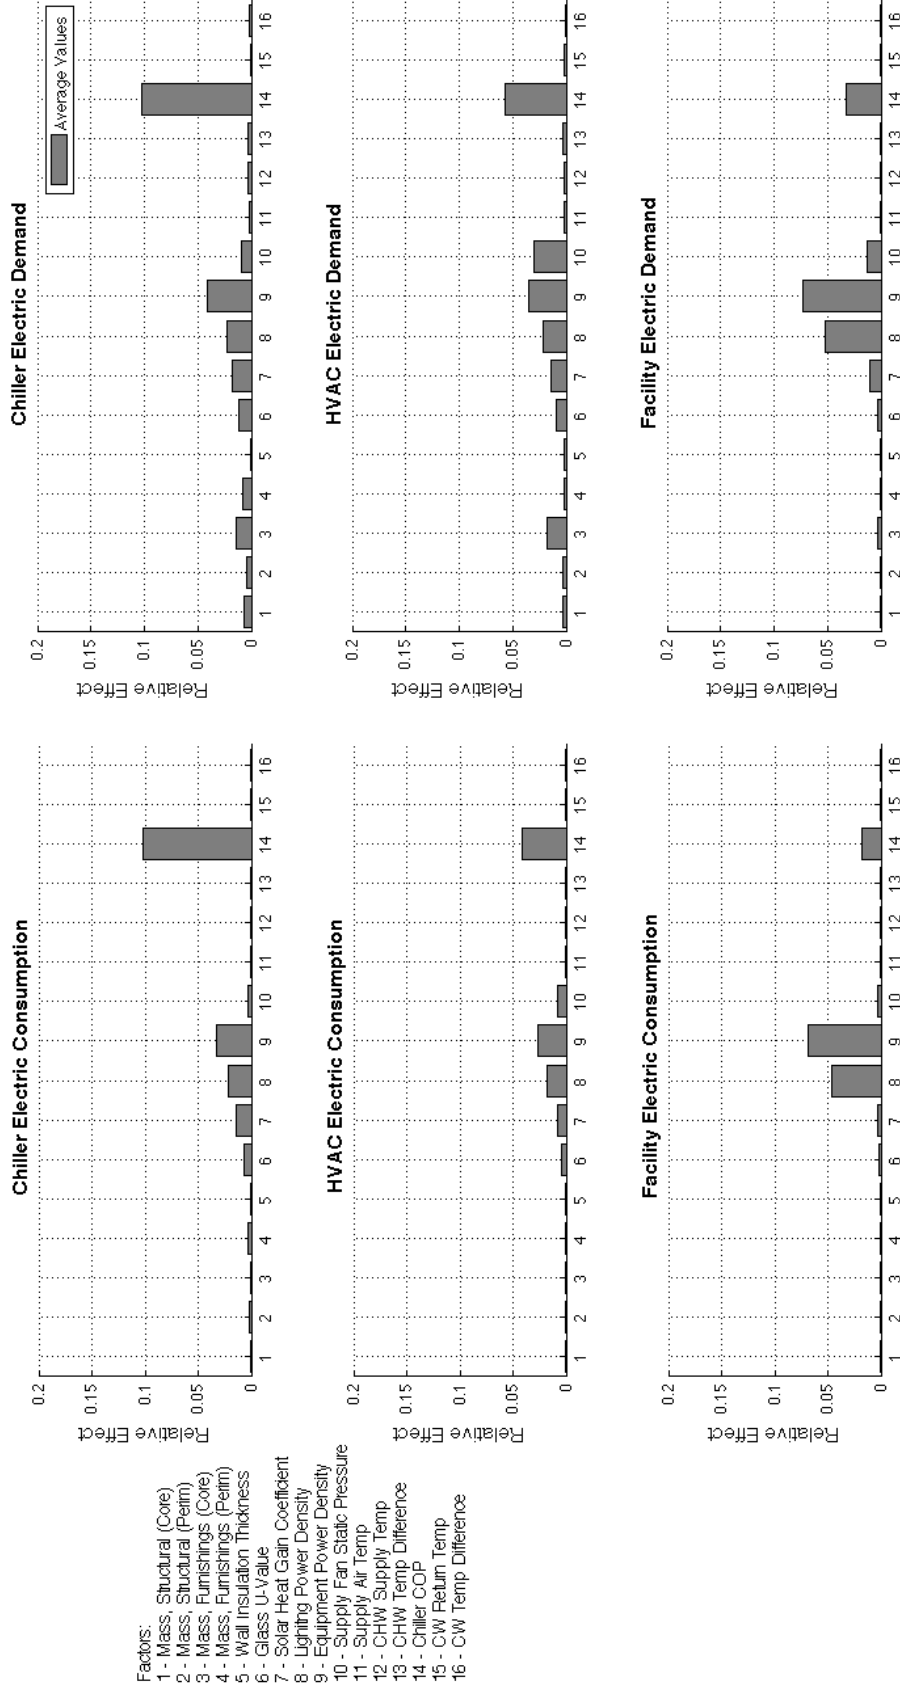 Factors:
1 - Mass, Structural (Core)
2 - Mass, Structural (Perim)
3 - Mass, Furnishings (Core)
4 - Mass, Furnishings (Perim)
5 - Wall Insulation Thickness
6 - Glass U-Value
7 - Solar Heat Gain Coefficient
8 - Lighitng Power Density
9 - Equipment Power Density
10 - Supply Fan Static Pressure
11 - Supply Air Temp
12 - CHW Supply Temp
13 - CHW Temp Difference
14 - Chiller COP
15 - CW Return Temp
16 - CW Temp Difference
Chiller Electric Consumption
Relative Effect
0.2
0.15
0.1
0.05
0
1 2 3 4 5 6 7 8 9 10 11 12 13 14 15 16
Chiller Electric Demand
Average Values
Relative Effect
0.2
0.15
0.1
0.05
0
1 2 3 4 5 6 7 8 9 10 11 12 13 14 15 16
HVAC Electric Consumption
Relative Effect
0.2
0.15
0.1
0.05
0
1 2 3 4 5 6 7 8 9 10 11 12 13 14 15 16
HVAC Electric Demand
Relative Effect
0.2
0.15
0.1
0.05
0
1 2 3 4 5 6 7 8 9 10 11 12 13 14 15 16
Facility Electric Consumption
Relative Effect
0.2
0.15
0.1
0.05
0
1 2 3 4 5 6 7 8 9 10 11 12 13 14 15 16
Facility Electric Demand
Relative Effect
0.2
0.15
0.1
0.05
0
1 2 3 4 5 6 7 8 9 10 11 12 13 14 15 16